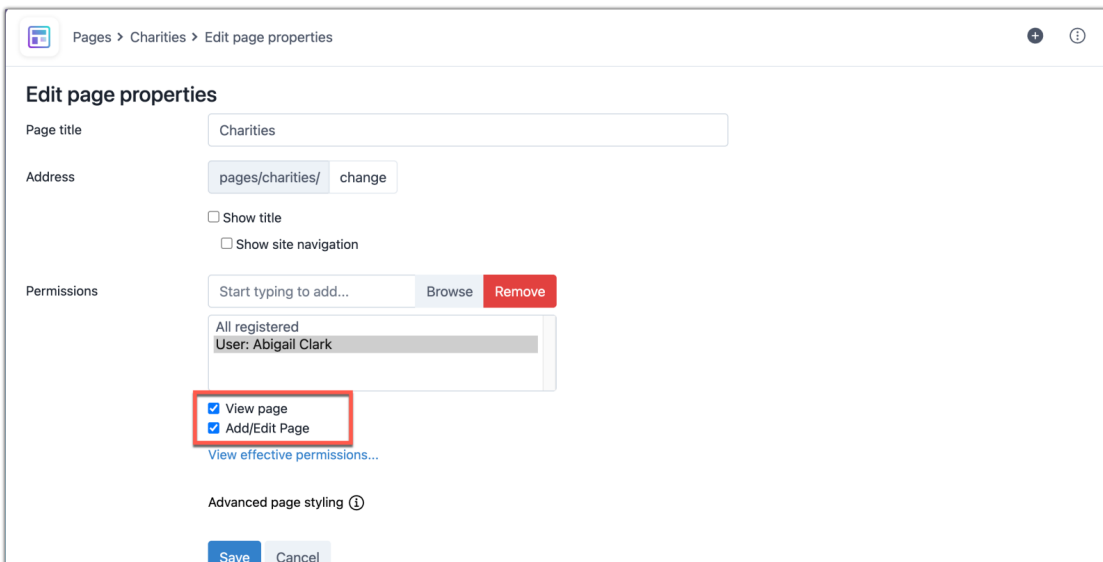 Pages > Charities > Edit page properties
Edit page properties
Page title
Charities
Address
pages/charities/ change
Show title
Show site navigation
Permissions
Start typing to add... Browse Remove
All registered
User: Abigail Clark
View page
Add/Edit Page
View effective permissions...
Advanced page styling
Save Cancel